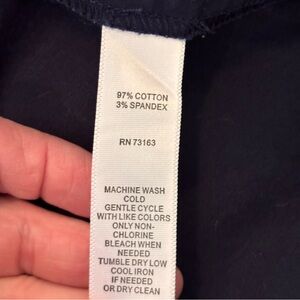 97% COTTON
3% SPANDEX
RN 73163
MACHINE WASH
COLD
GENTLE CYCLE
WITH LIKE COLORS
ONLY NON-
CHLORINE
BLEACH WHEN
NEEDED
TUMBLE DRY LOW
COOL IRON
IF NEEDED
OR DRY CLEAN